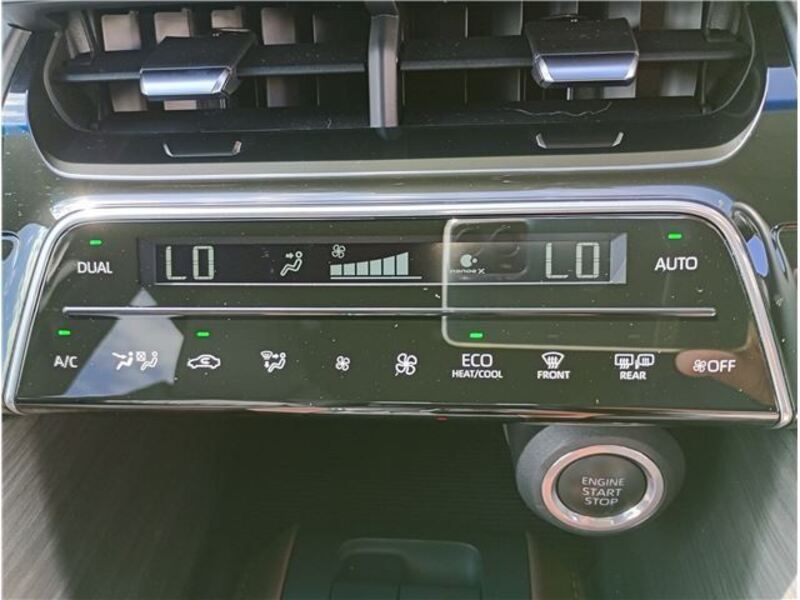 DUAL LO nanoe X LO AUTO
A/C ECO HEAT/COOL FRONT REAR OFF
ENGINE
START
STOP